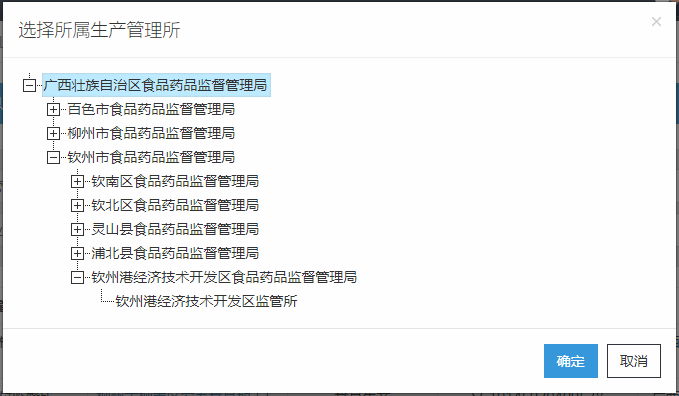 选择所属生产管理所
×
广西壮族自治区食品药品监督管理局
百色市食品药品监督管理局
柳州市食品药品监督管理局
钦州市食品药品监督管理局
钦南区食品药品监督管理局
钦北区食品药品监督管理局
灵山县食品药品监督管理局
浦北县食品药品监督管理局
钦州港经济技术开发区食品药品监督管理局
钦州港经济技术开发区监管所
确定 取消